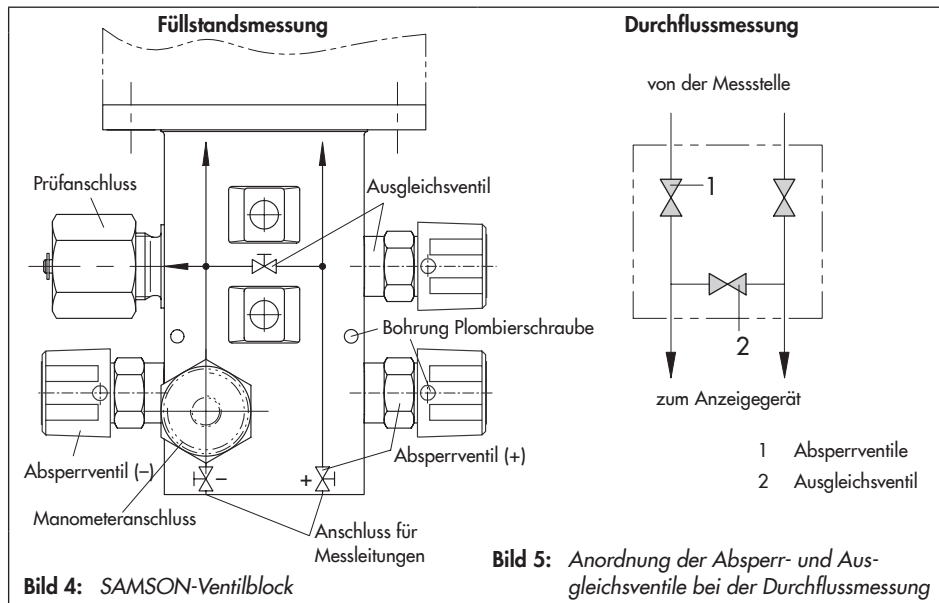 Füllstandsmessung
Prüfanschluss
Ausgleichsventil
Bohrung Plombierschraube
Absperrventil (–)
–
+
Absperrventil (+)
Manometeranschluss
Anschluss für
Messleitungen
Bild 4: SAMSON-Ventilblock
Durchflussmessung
von der Messstelle
1
2
zum Anzeigegerät
1 Absperrventile
2 Ausgleichsventil
Bild 5: Anordnung der Absperr- und Aus-
gleichsventile bei der Durchflussmessung